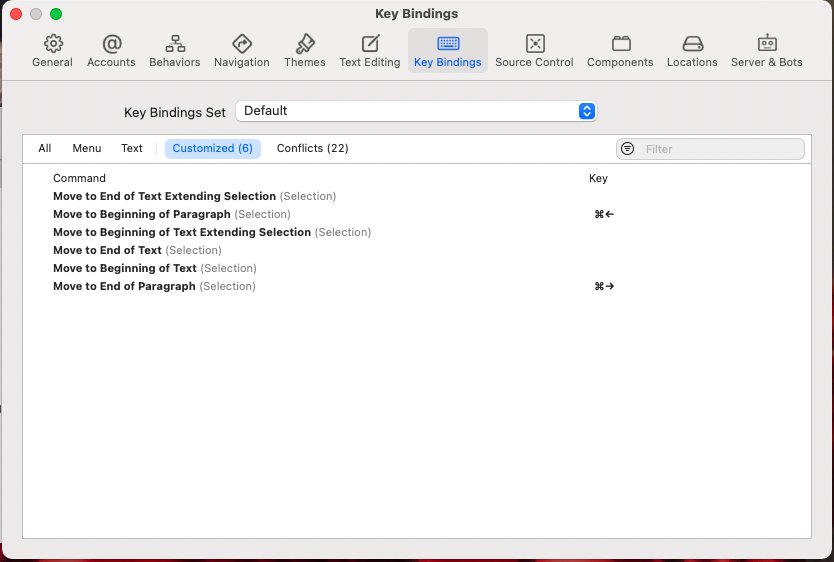 Key Bindings
General Accounts Behaviors Navigation Themes Text Editing Key Bindings Source Control Components Locations Server & Bots
Key Bindings Set Default
All Menu Text Customized (6) Conflicts (22) Filter
Command Key
Move to End of Text Extending Selection (Selection)
Move to Beginning of Paragraph (Selection) ⌘←
Move to Beginning of Text Extending Selection (Selection)
Move to End of Text (Selection)
Move to Beginning of Text (Selection)
Move to End of Paragraph (Selection) ⌘→